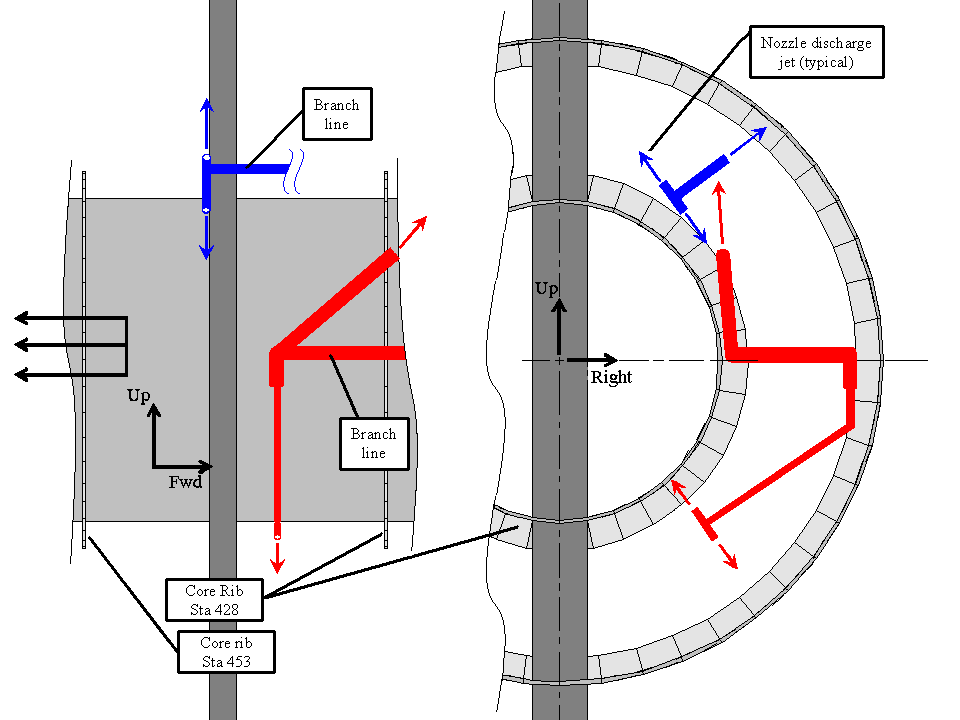 Nozzle discharge
jet (typical)
Branch
line
Up
Right
Up
Fwd
Branch
line
Core Rib
Sta 428
Core rib
Sta 453